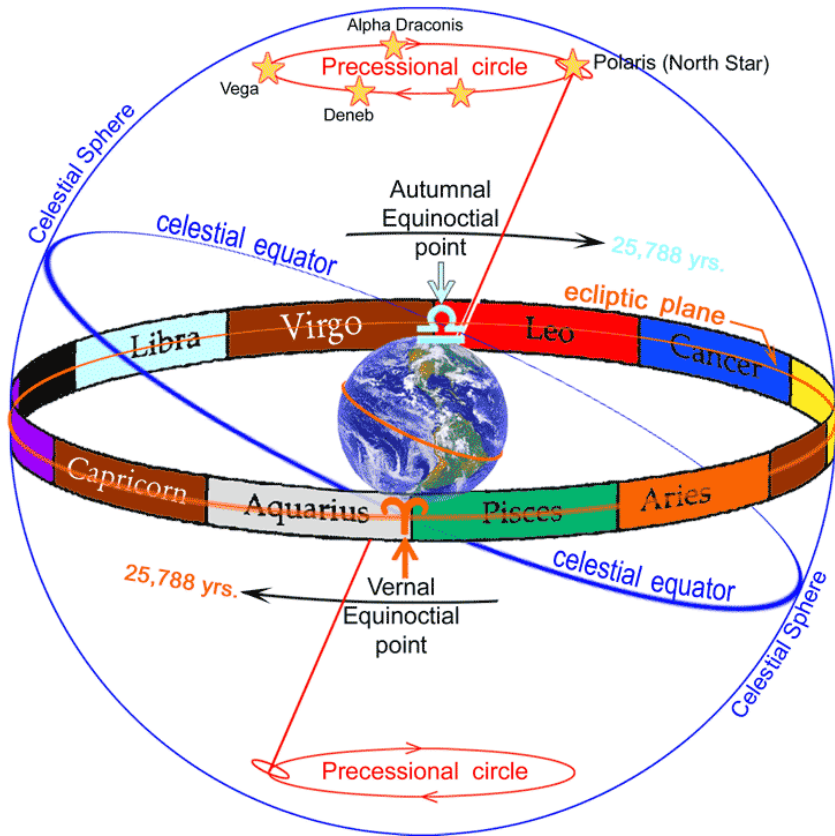 Alpha Draconis
Precessional circle
Polaris (North Star)
Vega
Deneb
Celestial Sphere
Autumnal
Equinoctial
point
celestial equator
25,788 yrs.
ecliptic plane
Libra
Virgo
Leo
Cancer
Capricorn
Aquarius
Pisces
Aries
celestial equator
25,788 yrs.
Vernal
Equinoctial
point
Celestial Sphere
Precessional circle